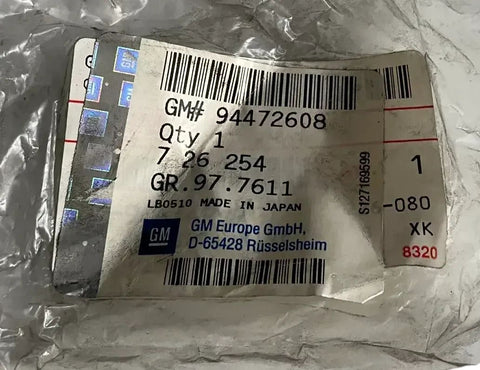 GM# 94472608
Qty 1
7 26 254
GR.97.7611
LB0510 MADE IN JAPAN
GM
GM Europe GmbH,
D-65428 Rüsselsheim
S127169599
1
-080
XK
8320